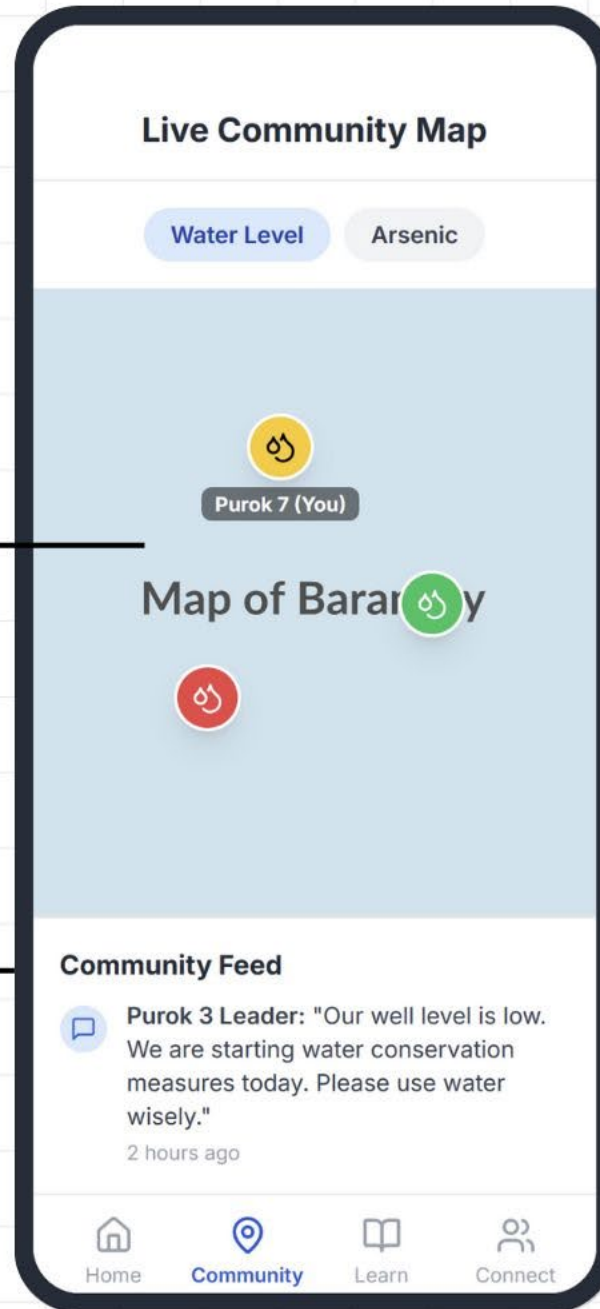 Live Community Map
Water Level Arsenic
Purok 7 (You)
Map of Baran y
Community Feed
Purok 3 Leader: "Our well level is low.
We are starting water conservation
measures today. Please use water
wisely."
2 hours ago
Home Community Learn Connect